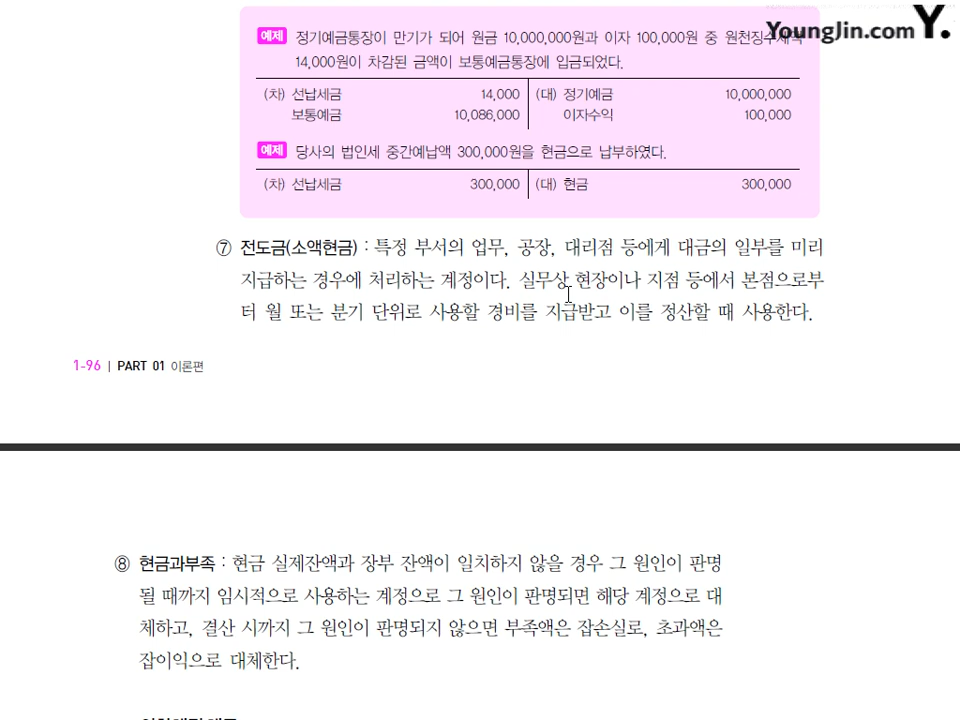 YoungJin.com Y.
예제 정기예금통장이 만기가 되어 원금 10,000,000원과 이자 100,000원 중 원천징수세액
14,000원이 차감된 금액이 보통예금통장에 입금되었다.
(차) 선납세금 14,000 (대) 정기예금 10,000,000
보통예금 10,086,000 이자수익 100,000
예제 당사의 법인세 중간예납액 300,000원을 현금으로 납부하였다.
(차) 선납세금 300,000 (대) 현금 300,000
⑦ 전도금(소액현금) : 특정 부서의 업무, 공장, 대리점 등에게 대금의 일부를 미리
지급하는 경우에 처리하는 계정이다. 실무상 현장이나 지점 등에서 본점으로부
터 월 또는 분기 단위로 사용할 경비를 지급받고 이를 정산할 때 사용한다.
1-96 | PART 01 이론편
⑧ 현금과부족 : 현금 실제잔액과 장부 잔액이 일치하지 않을 경우 그 원인이 판명
될 때까지 임시적으로 사용하는 계정으로 그 원인이 판명되면 해당 계정으로 대
체하고, 결산 시까지 그 원인이 판명되지 않으면 부족액은 잡손실로, 초과액은
잡이익으로 대체한다.